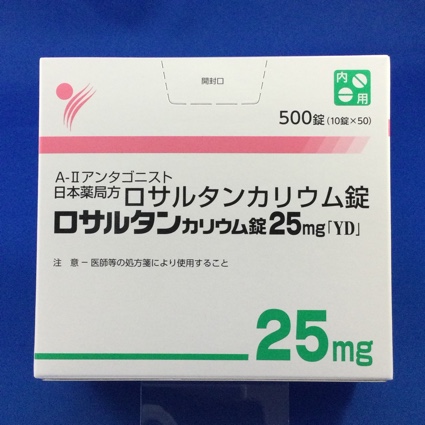 開封口
内用
500錠(10錠×50)
A-Ⅱアンタゴニスト
日本薬局方 ロサルタンカリウム錠
ロサルタンカリウム錠25mg「YD」
注 意－医師等の処方箋により使用すること
25mg